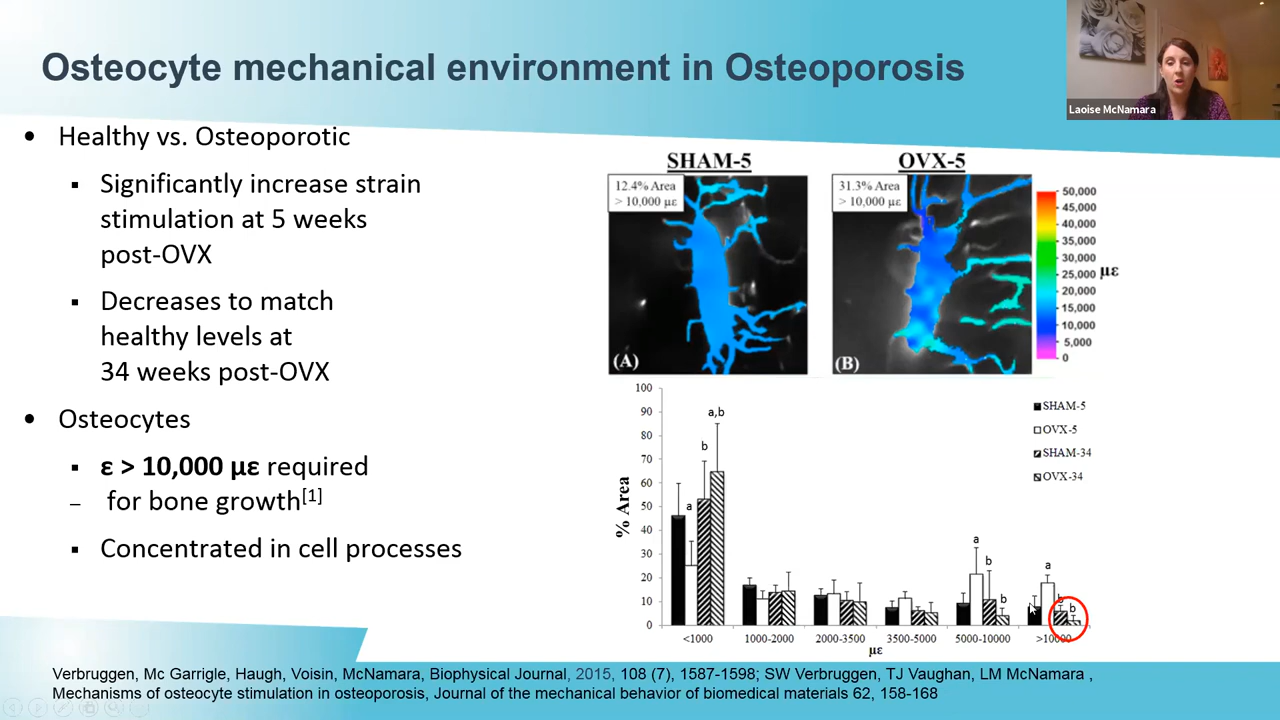 Osteocyte mechanical environment in Osteoporosis
Laoise McNamara
• Healthy vs. Osteoporotic
▪ Significantly increase strain
stimulation at 5 weeks
post-OVX
▪ Decreases to match
healthy levels at
34 weeks post-OVX
• Osteocytes
▪ ε > 10,000 με required
– for bone growth[1]
▪ Concentrated in cell processes
SHAM-5
12.4% Area
> 10,000 με
(A)
OVX-5
31.3% Area
> 10,000 με
(B)
50,000
45,000
40,000
35,000
30,000
25,000
20,000
15,000
10,000
5,000
0
με
100
90
80
70
60
50
40
30
20
10
0
% Area
a
b
a,b
a
b
b
a
b
b
<1000
1000-2000
2000-3500
3500-5000
5000-10000
>10000
με
SHAM-5
OVX-5
SHAM-34
OVX-34
Verbruggen, Mc Garrigle, Haugh, Voisin, McNamara, Biophysical Journal, 2015, 108 (7), 1587-1598; SW Verbruggen, TJ Vaughan, LM McNamara ,
Mechanisms of osteocyte stimulation in osteoporosis, Journal of the mechanical behavior of biomedical materials 62, 158-168